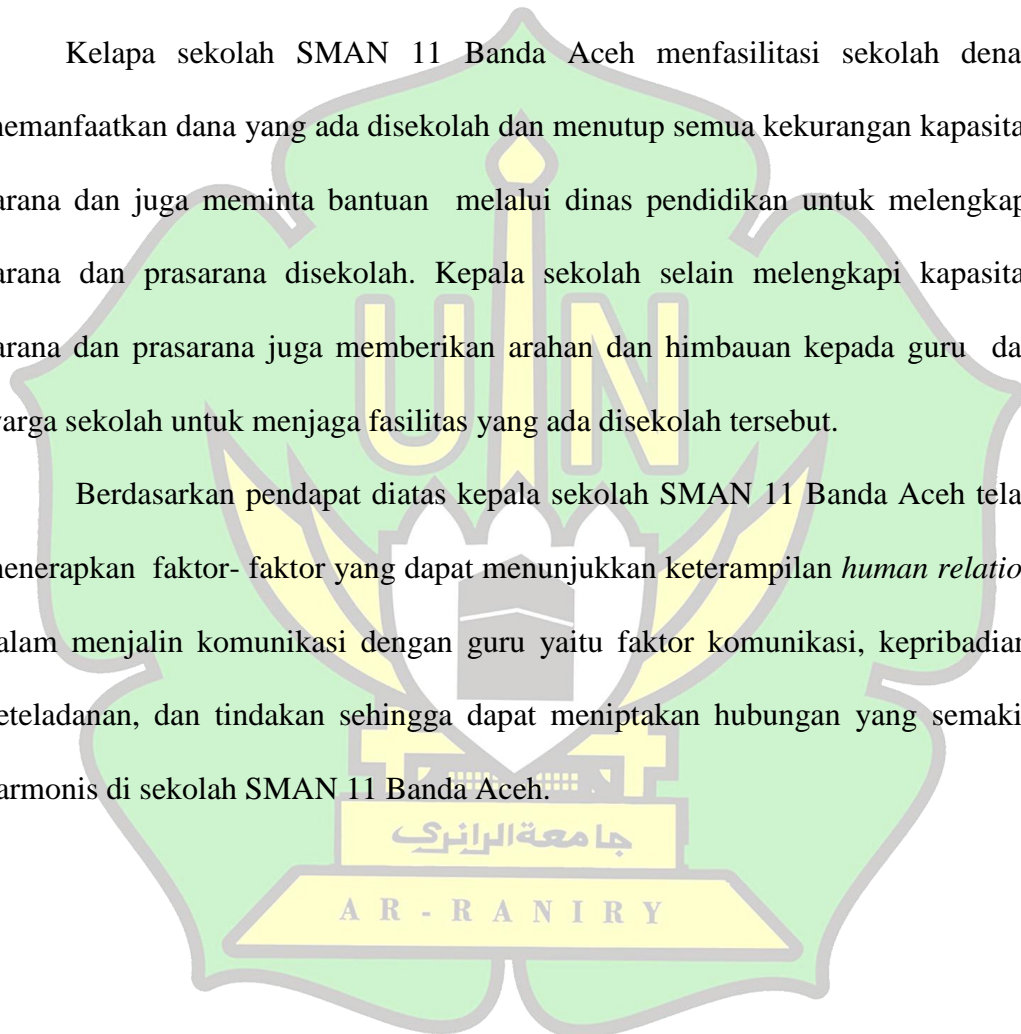 Kelapa sekolah SMAN 11 Banda Aceh menfasilitasi sekolah dena
nemanfaatkan dana yang ada disekolah dan menutup semua kekurangan kapasita
arana dan juga meminta bantuan melalui dinas pendidikan untuk melengkap
arana dan prasarana disekolah. Kepala sekolah selain melengkapi kapasita
arana dan prasarana juga memberikan arahan dan himbauan kepada guru da
varga sekolah untuk menjaga fasilitas yang ada disekolah tersebut.
Berdasarkan pendapat diatas kepala sekolah SMAN 11 Banda Aceh tela
nenerapkan faktor- faktor yang dapat menunjukkan keterampilan human relatio
alam menjalin komunikasi dengan guru yaitu faktor komunikasi, kepribadian
eteladanan, dan tindakan sehingga dapat meniptakan hubungan yang semaki
armonis di sekolah SMAN 11 Banda Aceh.
UIN
جامعة الرانري
AR-RANIRY